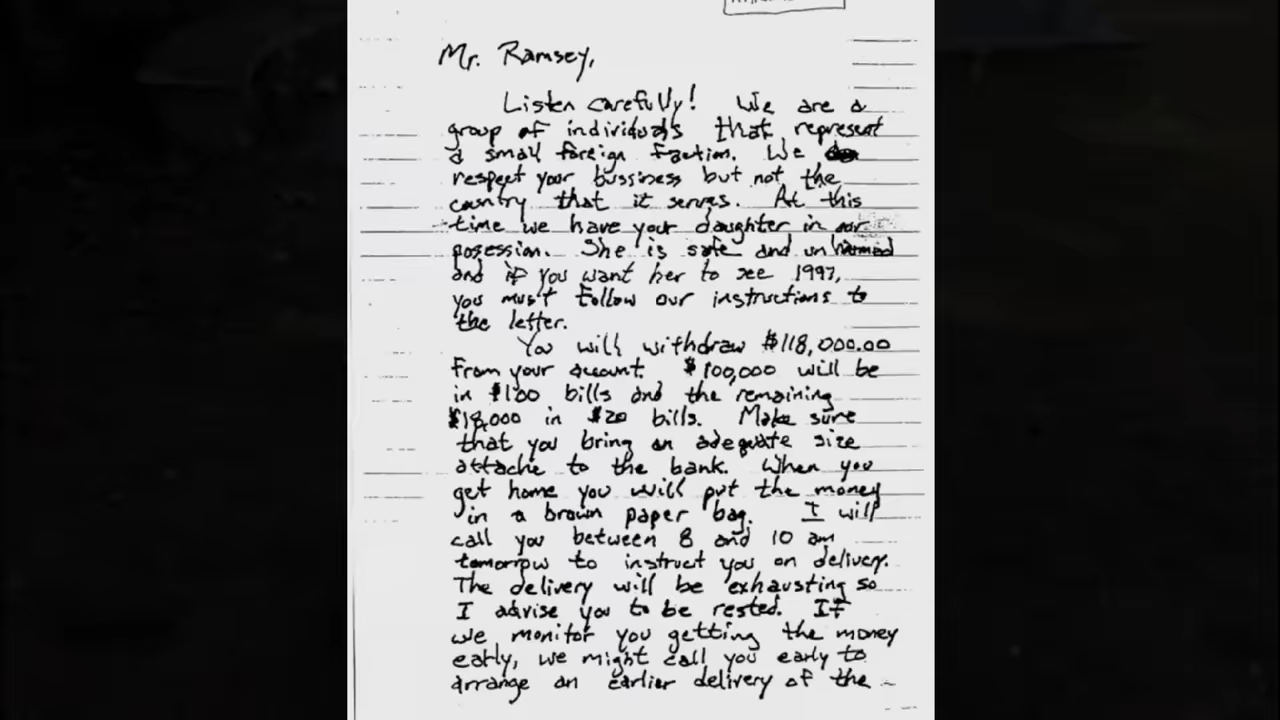 Mr. Ramsey,
Listen carefully! We are a
group of individuals that represent
a small foreign faction. We
respect your bussiness but not the
country that it serves. At this
time we have your daughter in our
posession. She is safe and unharmed
and if you want her to see 1997,
you must follow our instructions to
the letter.
You will withdraw $118,000.00
from your account. $100,000 will be
in $100 bills and the remaining
$18,000 in $20 bills. Make sure
that you bring an adequate size
attache to the bank. When you
get home you will put the money
in a brown paper bag. I will
call you between 8 and 10 am
tomorrow to instruct you on delivery.
The delivery will be exhausting so
I advise you to be rested. If
we monitor you getting the money
early, we might call you early to
arrange an earlier delivery of the